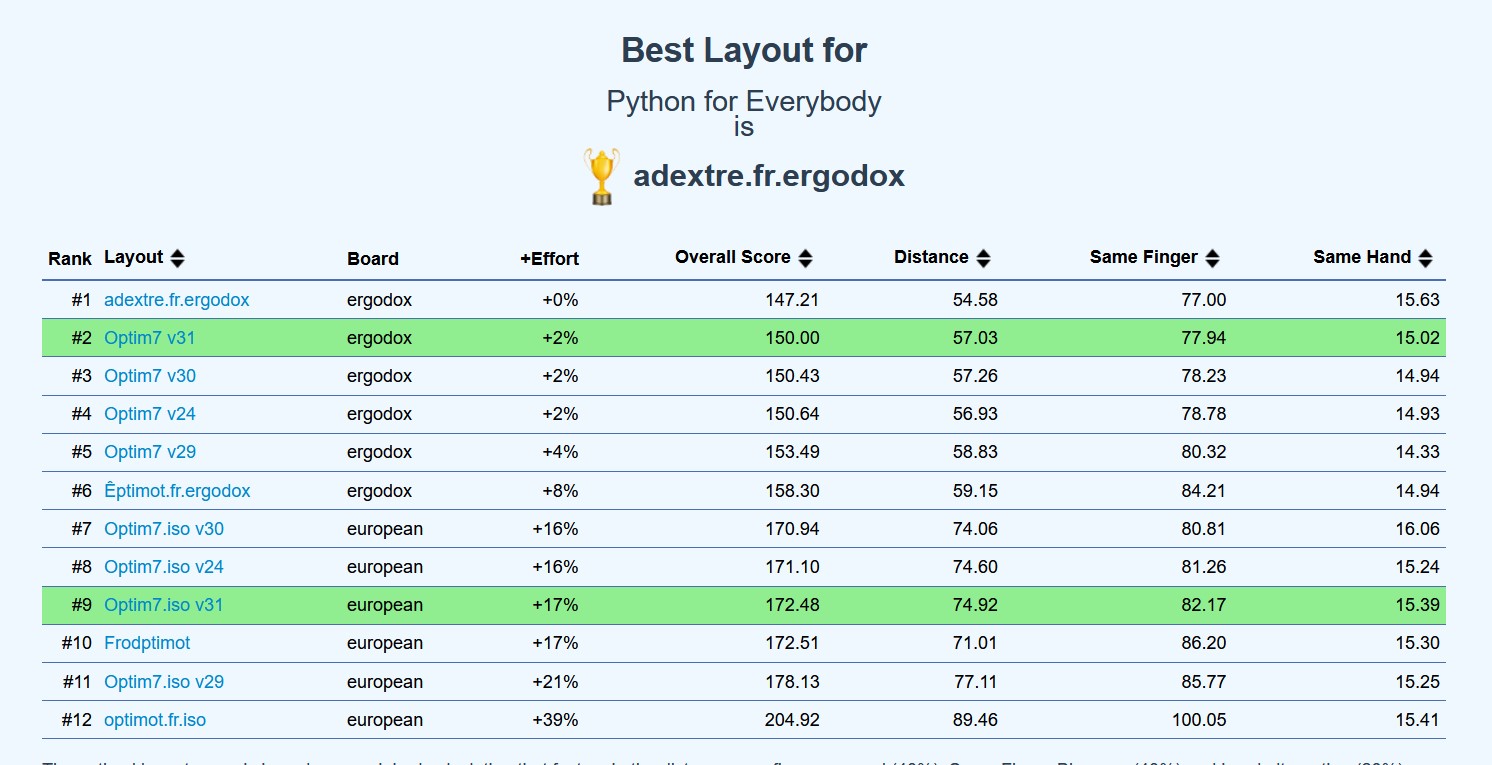 Best Layout for
Python for Everybody
is
adextre.fr.ergodox
Rank Layout Board +Effort Overall Score Distance Same Finger Same Hand
#1 adextre.fr.ergodox ergodox +0% 147.21 54.58 77.00 15.63
#2 Optim7 v31 ergodox +2% 150.00 57.03 77.94 15.02
#3 Optim7 v30 ergodox +2% 150.43 57.26 78.23 14.94
#4 Optim7 v24 ergodox +2% 150.64 56.93 78.78 14.93
#5 Optim7 v29 ergodox +4% 153.49 58.83 80.32 14.33
#6 Êptimot.fr.ergodox ergodox +8% 158.30 59.15 84.21 14.94
#7 Optim7.iso v30 european +16% 170.94 74.06 80.81 16.06
#8 Optim7.iso v24 european +16% 171.10 74.60 81.26 15.24
#9 Optim7.iso v31 european +17% 172.48 74.92 82.17 15.39
#10 Frodptimot european +17% 172.51 71.01 86.20 15.30
#11 Optim7.iso v29 european +21% 178.13 77.11 85.77 15.25
#12 optimot.fr.iso european +39% 204.92 89.46 100.05 15.41